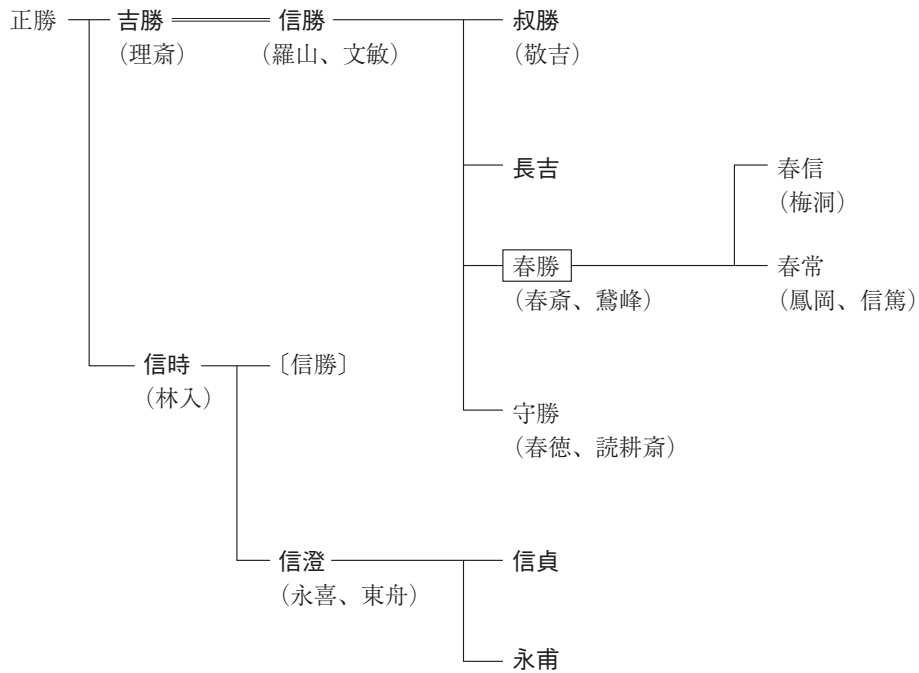 正勝
吉勝
（理斎）
信勝
（羅山、文敏）
叔勝
（敬吉）
長吉
春信
（梅洞）
春勝
（春斎、鵞峰）
春常
（鳳岡、信篤）
信時
（林入）
〔信勝〕
守勝
（春徳、読耕斎）
信澄
（永喜、東舟）
信貞
永甫